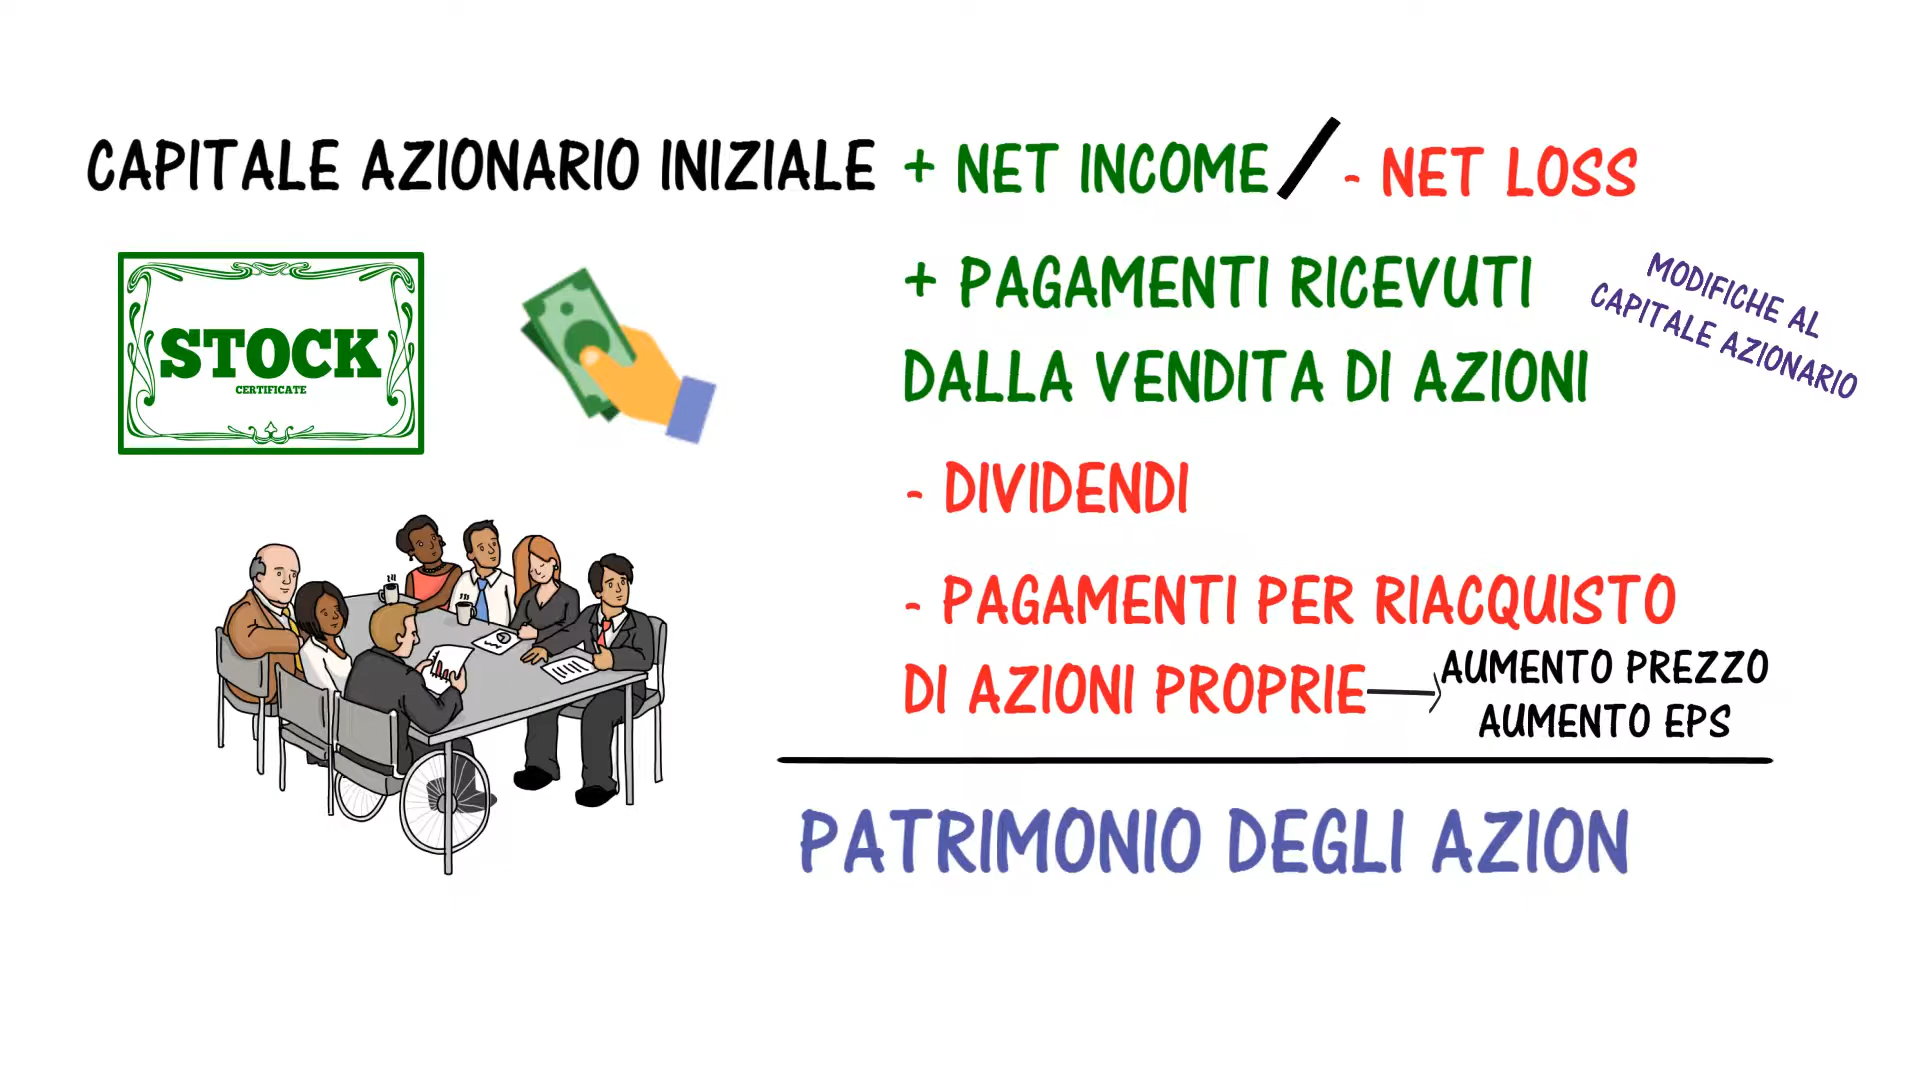 CAPITALE AZIONARIO INIZIALE + NET INCOME / - NET LOSS
+ PAGAMENTI RICEVUTI
DALLA VENDITA DI AZIONI
MODIFICHE AL
CAPITALE AZIONARIO
STOCK
CERTIFICATE
- DIVIDENDI
- PAGAMENTI PER RIACQUISTO
DI AZIONI PROPRIE
AUMENTO PREZZO
AUMENTO EPS
PATRIMONIO DEGLI AZION